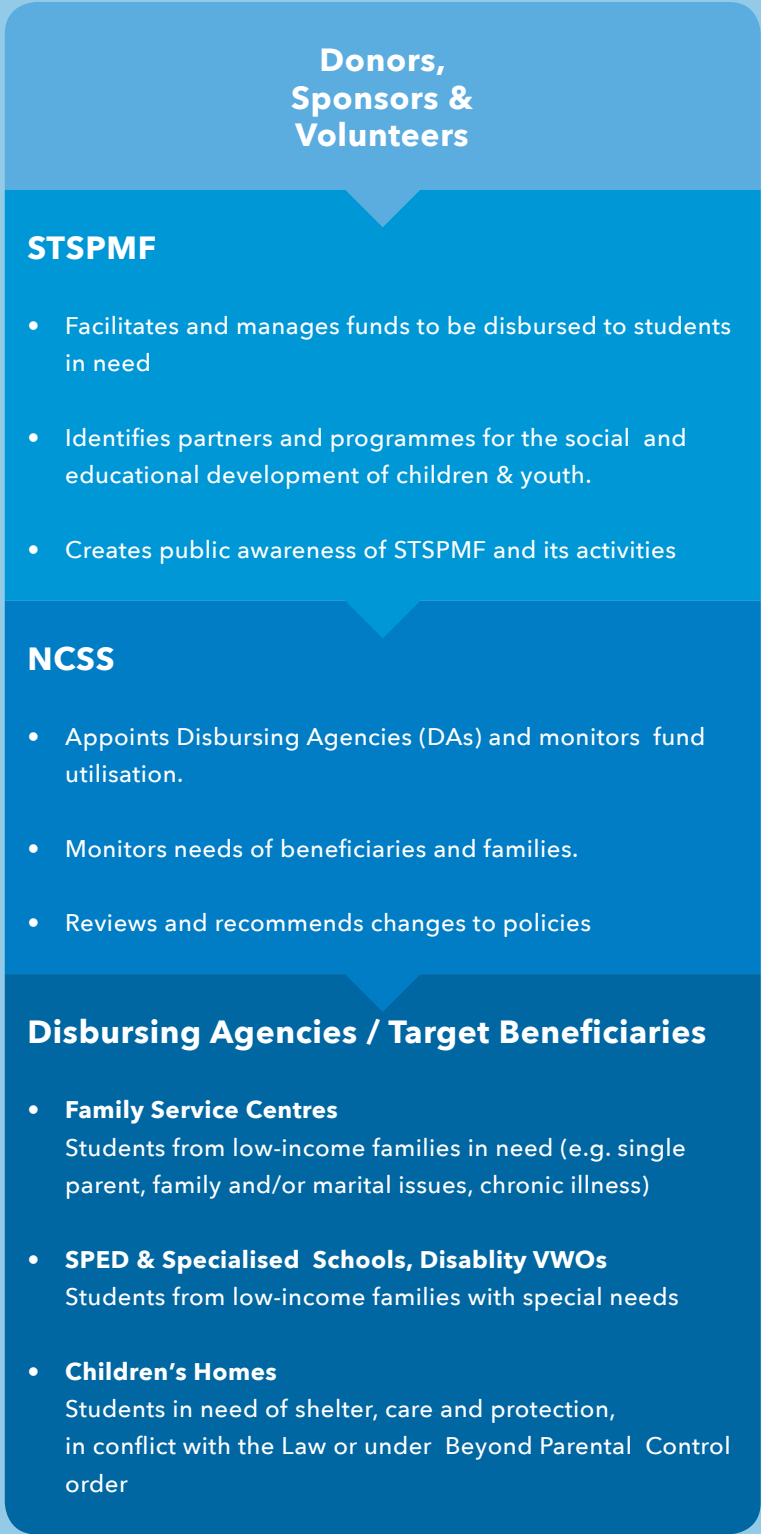 Donors,
Sponsors &
Volunteers
STSPMF
• Facilitates and manages funds to be disbursed to students
in need
• Identifies partners and programmes for the social  and
educational development of children & youth.
• Creates public awareness of STSPMF and its activities
NCSS
• Appoints Disbursing Agencies (DAs) and monitors  fund
utilisation.
• Monitors needs of beneficiaries and families.
• Reviews and recommends changes to policies
Disbursing Agencies / Target Beneficiaries
• Family Service Centres
Students from low-income families in need (e.g. single
parent, family and/or marital issues, chronic illness)
• SPED & Specialised  Schools, Disablity VWOs
Students from low-income families with special needs
• Children’s Homes
Students in need of shelter, care and protection,
in conflict with the Law or under  Beyond Parental  Control
order